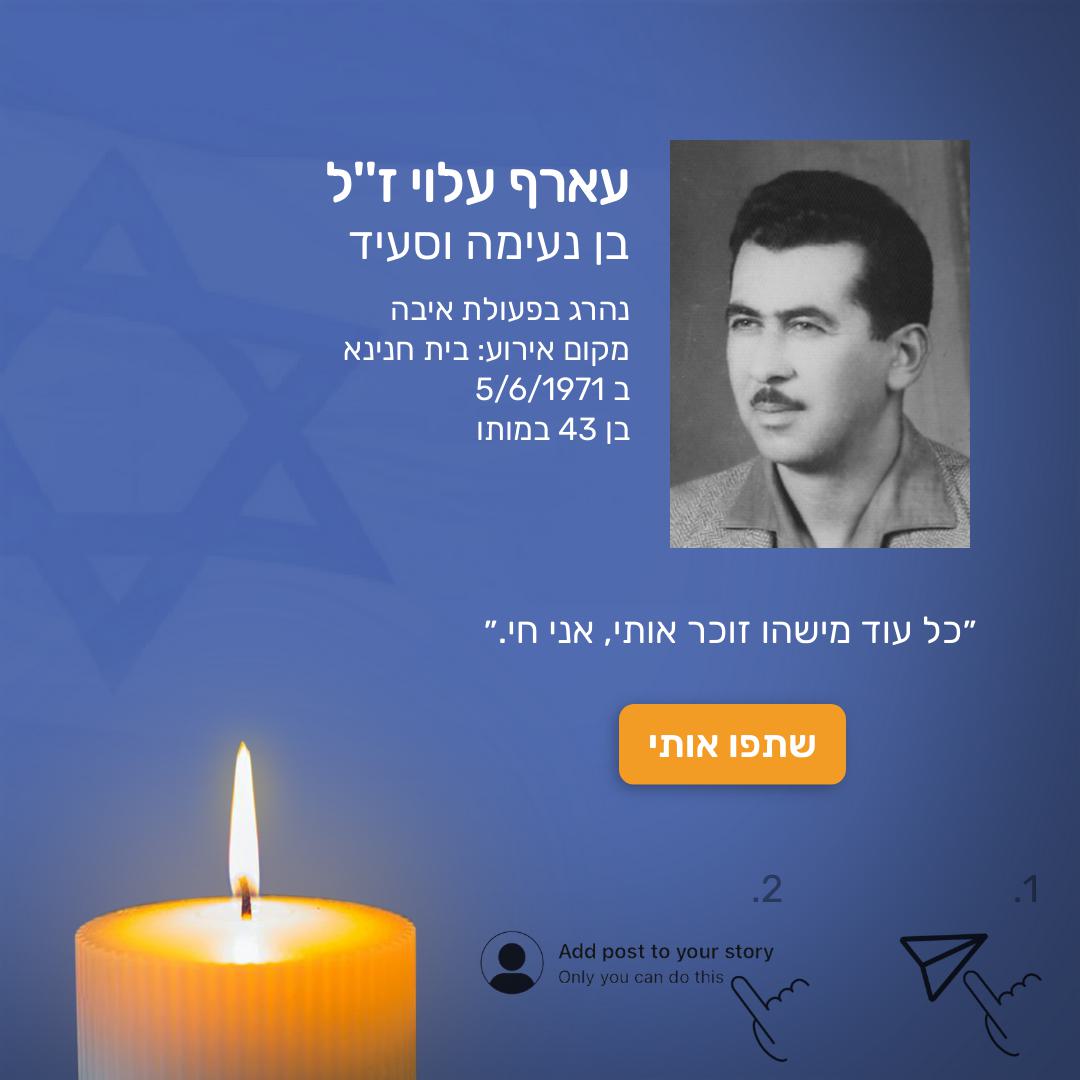 עארף עלוי ז"ל
בן נעימה וסעיד
נהרג בפעולת איבה
מקום אירוע: בית חנינא
ב 5/6/1971
בן 43 במותו
״כל עוד מישהו זוכר אותי, אני חי.״
שתפו אותי
.1
.2
Add post to your story
Only you can do this